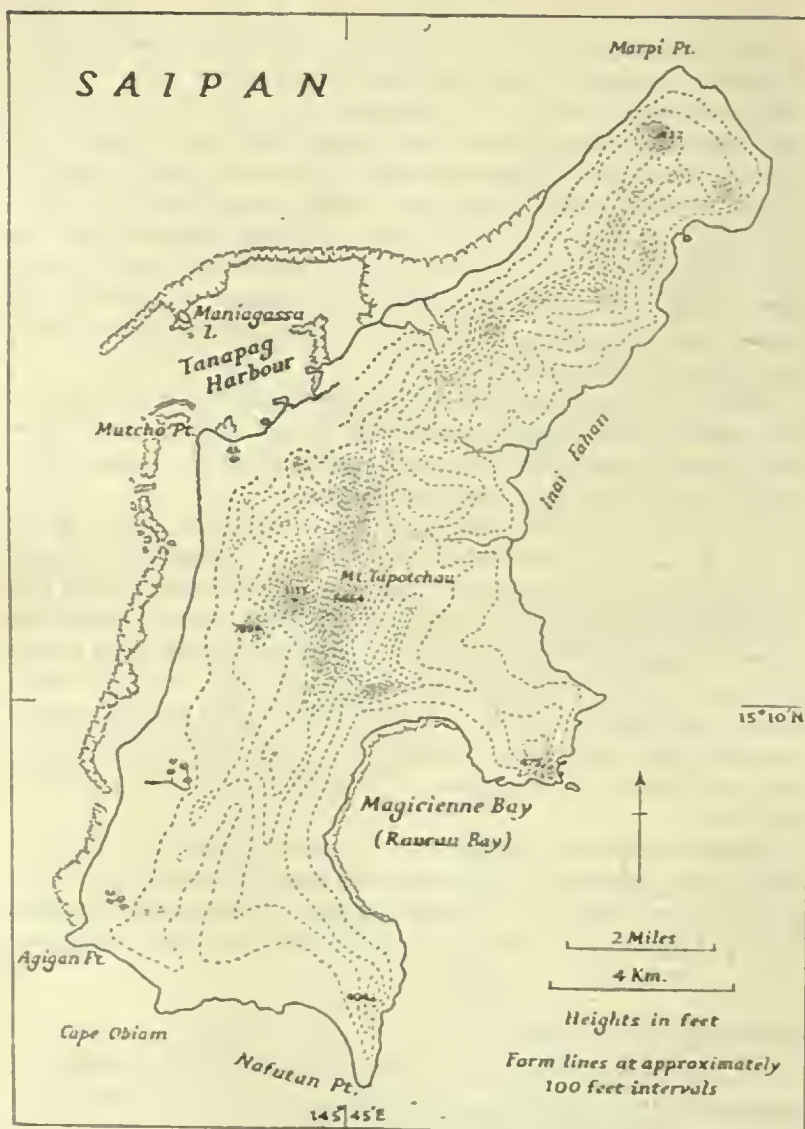 Marpi Pt.
SAIPAN
Maniagassa
I.
Tanapag
Harbour
Mutcho Pt.
Inai Fahan
Mt. Tapotchau
15° 10' N
Magicienne Bay
(Raurau Bay)
2 Miles
4 Km.
Agigan Pt.
404
Heights in feet
Cape Obiam
Form lines at approximately
100 feet intervals
Nafutan Pt.
145° 45' E